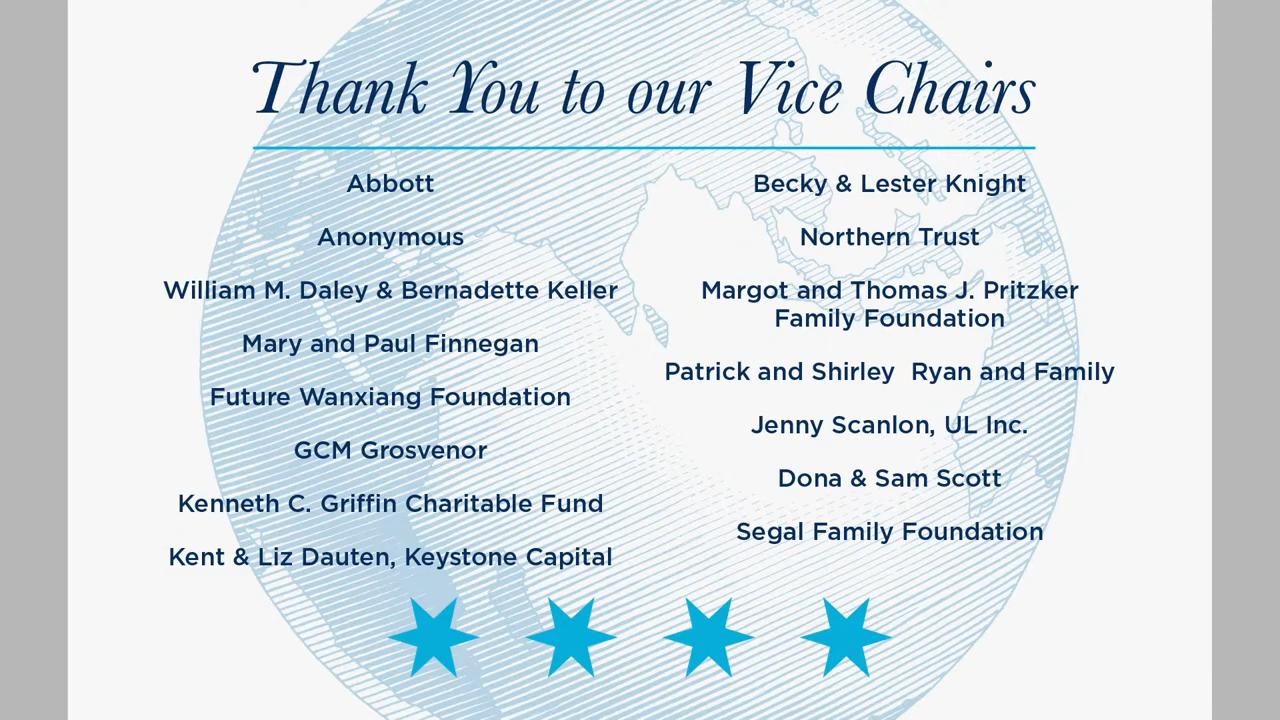 Thank You to our Vice Chairs
Abbott
Anonymous
William M. Daley & Bernadette Keller
Mary and Paul Finnegan
Future Wanxiang Foundation
GCM Grosvenor
Kenneth C. Griffin Charitable Fund
Kent & Liz Dauten, Keystone Capital
Becky & Lester Knight
Northern Trust
Margot and Thomas J. Pritzker
Family Foundation
Patrick and Shirley  Ryan and Family
Jenny Scanlon, UL Inc.
Dona & Sam Scott
Segal Family Foundation